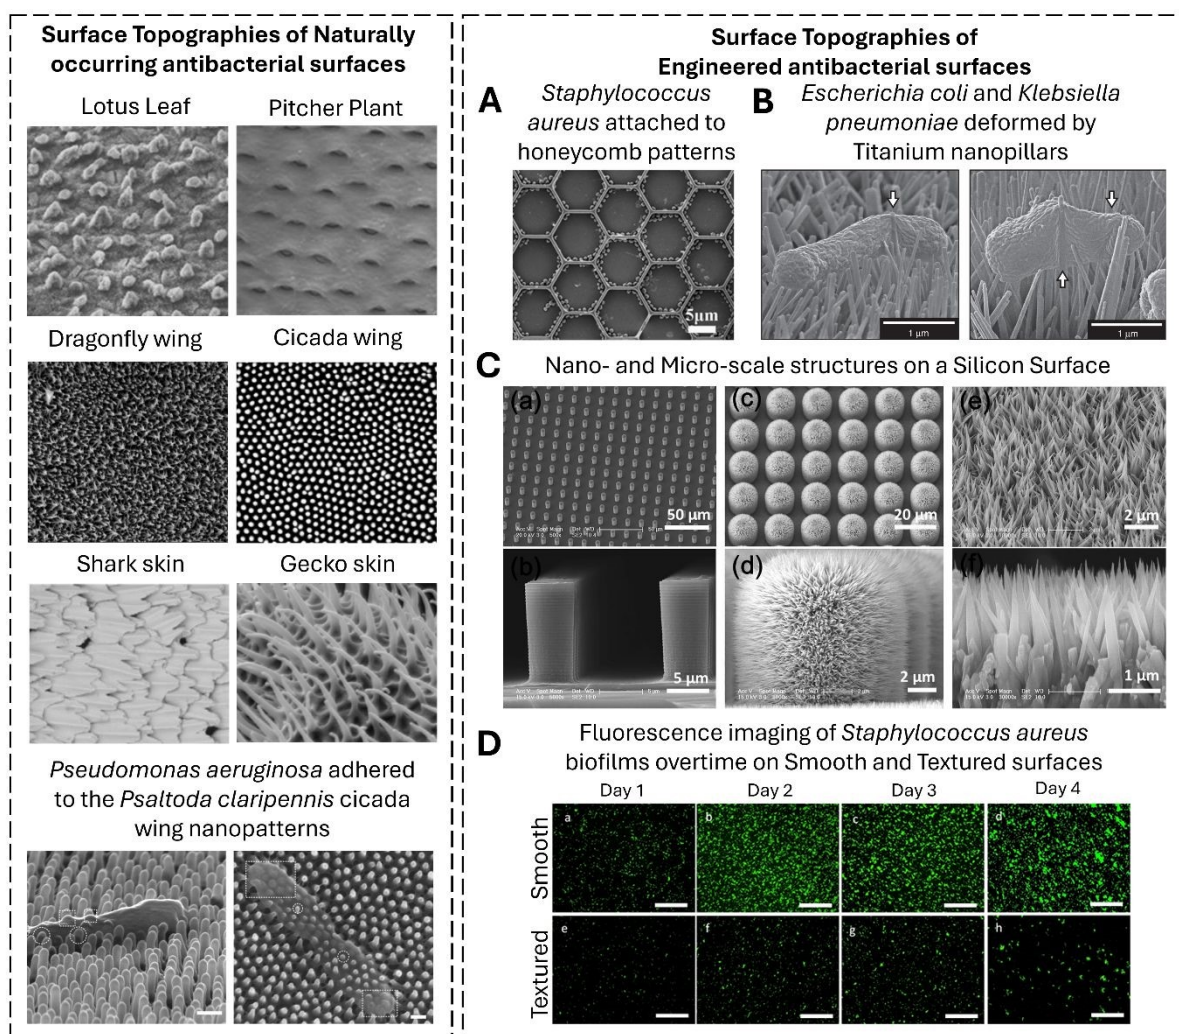 Surface Topographies of Naturally
occurring antibacterial surfaces
Lotus Leaf
Pitcher Plant
Dragonfly wing
Cicada wing
Shark skin
Gecko skin
Pseudomonas aeruginosa adhered
to the Psaltoda claripennis cicada
wing nanopatterns
Surface Topographies of
Engineered antibacterial surfaces
A
Staphylococcus
aureus attached to
honeycomb patterns
5μm
B
Escherichia coli and Klebsiella
pneumoniae deformed by
Titanium nanopillars
1 μm
1 μm
C
Nano- and Micro-scale structures on a Silicon Surface
(a)
50 μm
(c)
20 μm
(e)
2 μm
(b)
5 μm
(d)
2 μm
(f)
1 μm
D
Fluorescence imaging of Staphylococcus aureus
biofilms overtime on Smooth and Textured surfaces
Day 1
Day 2
Day 3
Day 4
Smooth
a
b
c
d
Textured
e
f
g
h